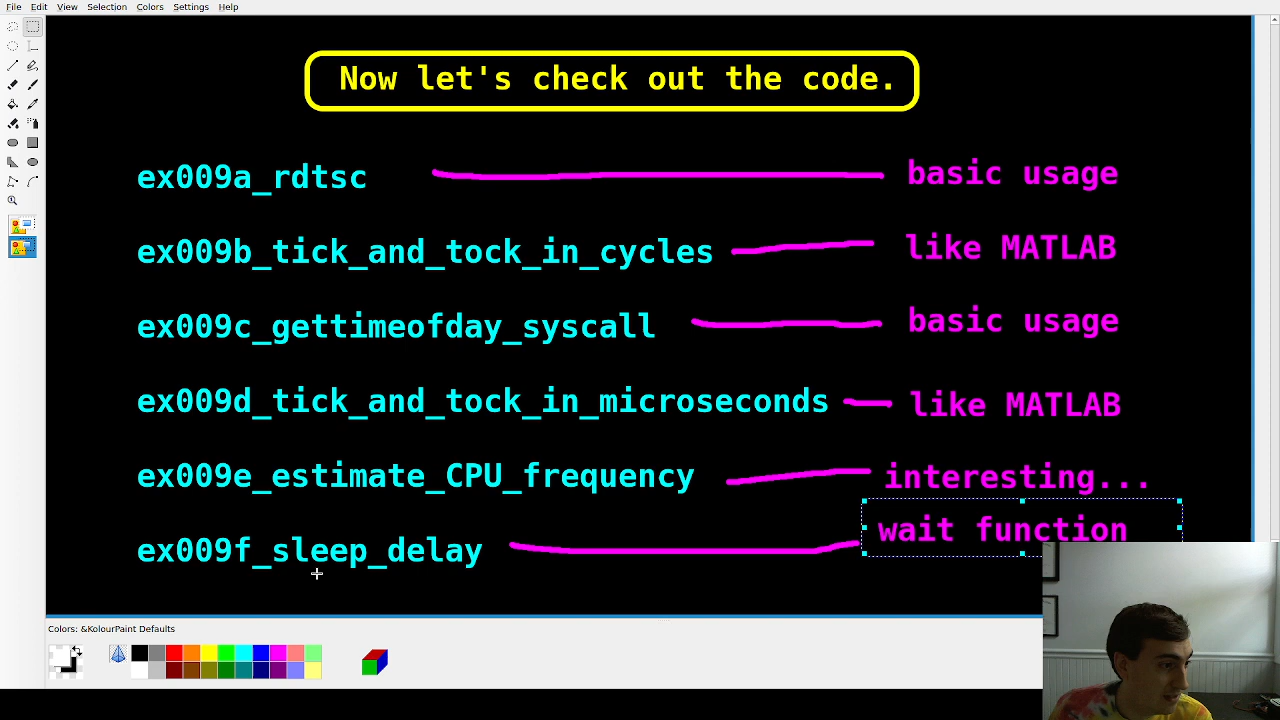 File Edit View Selection Colors Settings Help
Now let's check out the code.
ex009a_rdtsc basic usage
ex009b_tick_and_tock_in_cycles like MATLAB
ex009c_gettimeofday_syscall basic usage
ex009d_tick_and_tock_in_microseconds like MATLAB
ex009e_estimate_CPU_frequency interesting...
ex009f_sleep_delay wait function
Colors: &KolourPaint Defaults